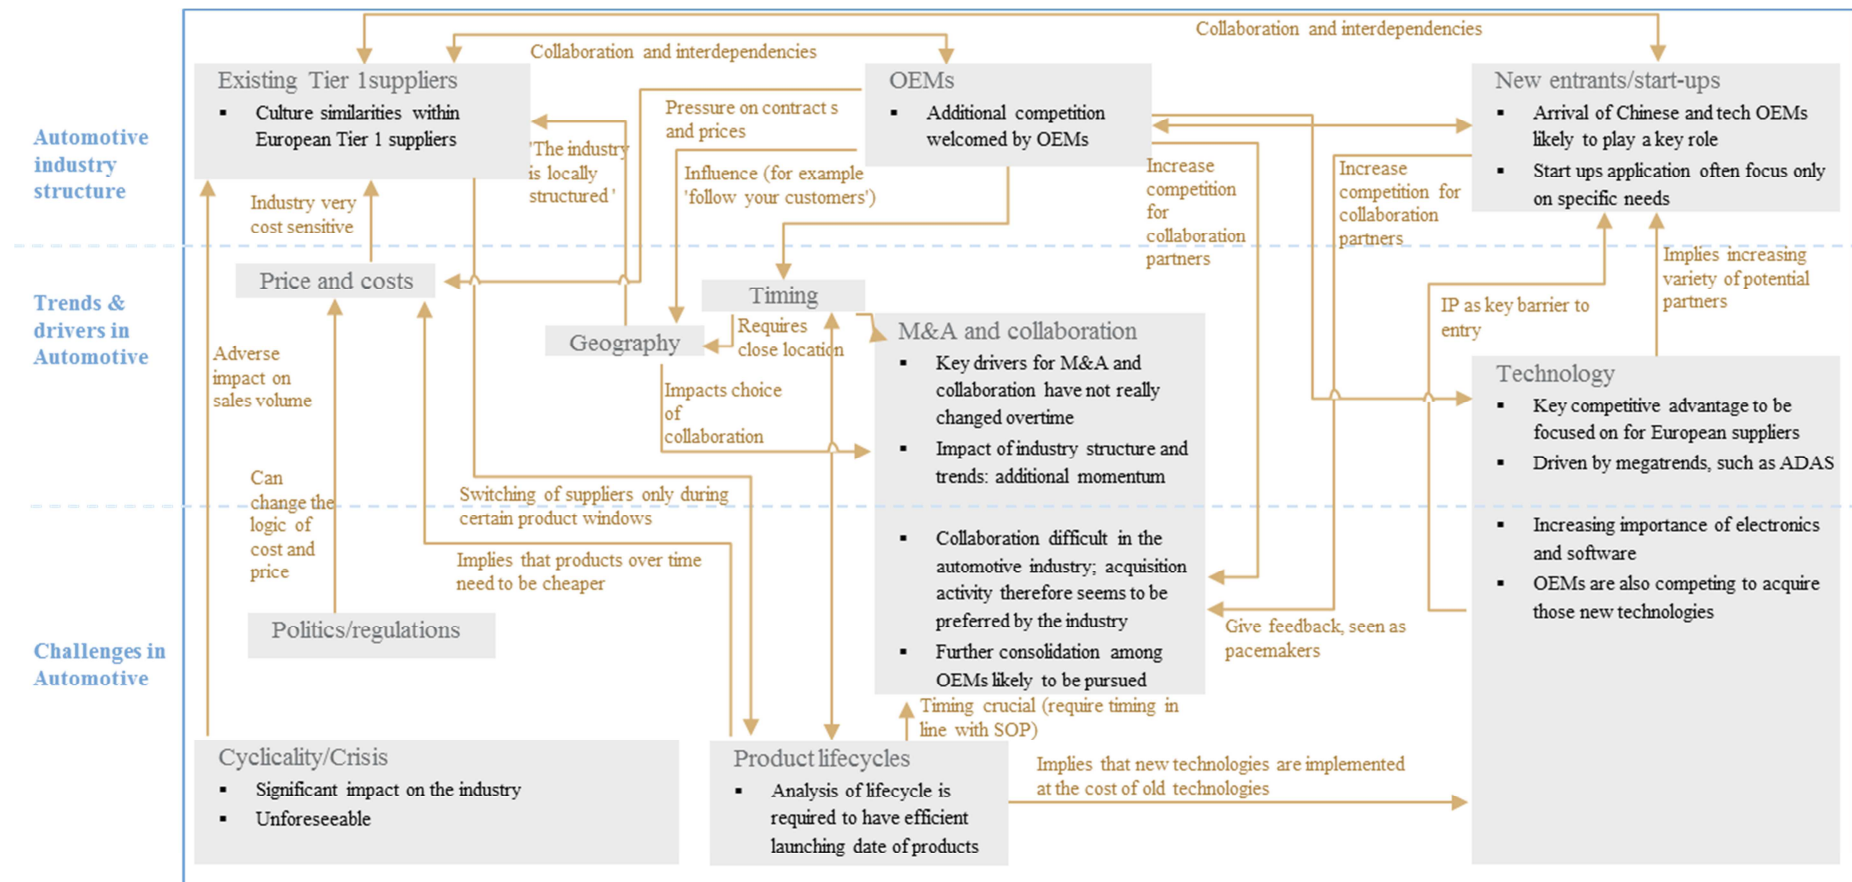 Collaboration and interdependencies
Collaboration and interdependencies
Automotive
industry
structure
Existing Tier 1suppliers
▪ Culture similarities within
European Tier 1 suppliers
OEMs
▪ Additional competition
welcomed by OEMs
New entrants/start-ups
▪ Arrival of Chinese and tech OEMs
likely to play a key role
▪ Start ups application often focus only
on specific needs
Pressure on contract s
and prices
'The industry
is locally
structured '
Influence (for example
'follow your customers')
Increase
competition
for
collaboration
partners
Increase
competition for
collaboration
partners
Industry very
cost sensitive
Implies increasing
variety of potential
partners
Trends &
drivers in
Automotive
Price and costs
Timing
Geography
Requires
close location
IP as key barrier to
entry
Adverse
impact on
sales volume
Impacts choice
of
collaboration
M&A and collaboration
▪ Key drivers for M&A and
collaboration have not really
changed overtime
▪ Impact of industry structure and
trends: additional momentum
▪ Collaboration difficult in the
automotive industry; acquisition
activity therefore seems to be
preferred by the industry
▪ Further consolidation among
OEMs likely to be pursued
Technology
▪ Key competitive advantage to be
focused on for European suppliers
▪ Driven by megatrends, such as ADAS
▪ Increasing importance of electronics
and software
▪ OEMs are also competing to acquire
those new technologies
Can
change the
logic of
cost and
price
Switching of suppliers only during
certain product windows
Implies that products over time
need to be cheaper
Challenges in
Automotive
Politics/regulations
Give feedback, seen as
pacemakers
Timing crucial (require timing in
line with SOP)
Cyclicality/Crisis
▪ Significant impact on the industry
▪ Unforeseeable
Product lifecycles
▪ Analysis of lifecycle is
required to have efficient
launching date of products
Implies that new technologies are implemented
at the cost of old technologies